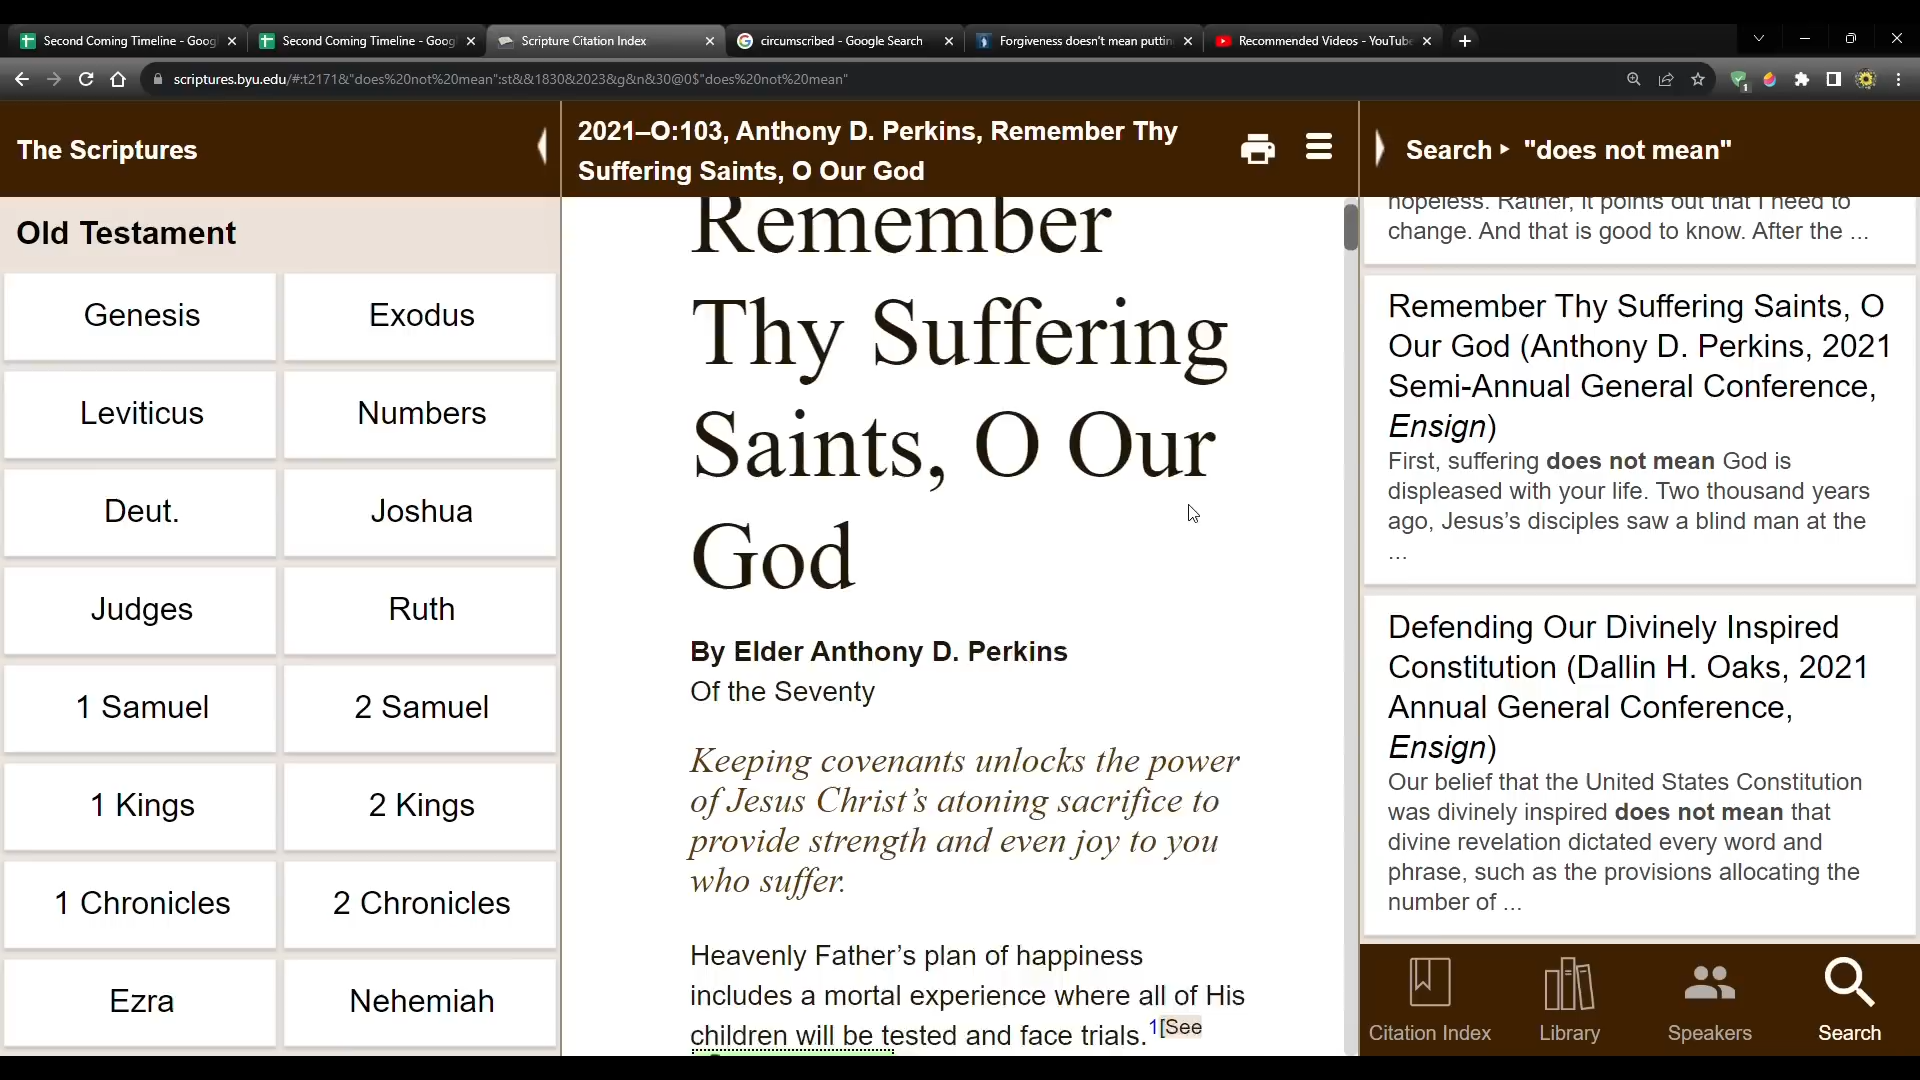 Second Coming Timeline - Goog
Second Coming Timeline - Goog
Scripture Citation Index
circumscribed - Google Search
Forgiveness doesn't mean puttin
Recommended Videos - YouTube
scriptures.byu.edu/#:t2171&"does%20not%20mean":st&&1830&2023&g&n&30@0$"does%20not%20mean"
The Scriptures
2021–O:103, Anthony D. Perkins, Remember Thy
Suffering Saints, O Our God
Search ▸ "does not mean"
Old Testament
Genesis
Exodus
Leviticus
Numbers
Deut.
Joshua
Judges
Ruth
1 Samuel
2 Samuel
1 Kings
2 Kings
1 Chronicles
2 Chronicles
Ezra
Nehemiah
Remember
Thy Suffering
Saints, O Our
God
By Elder Anthony D. Perkins
Of the Seventy
Keeping covenants unlocks the power
of Jesus Christ's atoning sacrifice to
provide strength and even joy to you
who suffer.
Heavenly Father's plan of happiness
includes a mortal experience where all of His
children will be tested and face trials.1[See
hopeless. Rather, it points out that I need to
change. And that is good to know. After the ...
Remember Thy Suffering Saints, O
Our God (Anthony D. Perkins, 2021
Semi-Annual General Conference,
Ensign)
First, suffering does not mean God is
displeased with your life. Two thousand years
ago, Jesus's disciples saw a blind man at the
...
Defending Our Divinely Inspired
Constitution (Dallin H. Oaks, 2021
Annual General Conference,
Ensign)
Our belief that the United States Constitution
was divinely inspired does not mean that
divine revelation dictated every word and
phrase, such as the provisions allocating the
number of ...
Citation Index
Library
Speakers
Search